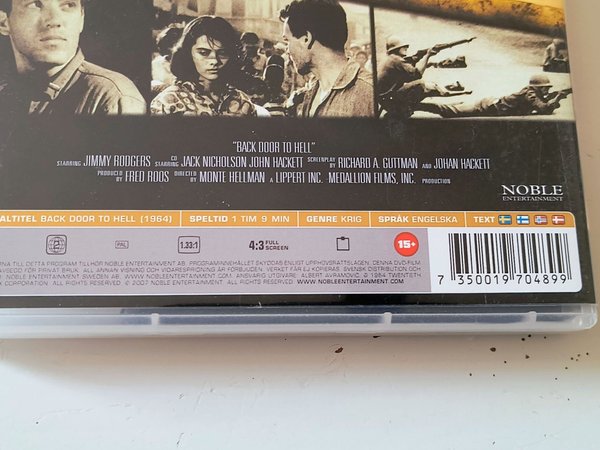 "BACK DOOR TO HELL"
STARRING JIMMY RODGERS CO STARRING JACK NICHOLSON JOHN HACKETT SCREENPLAY BY RICHARD A. GUTTMAN AND JOHAN HACKETT
PRODUCED BY FRED ROOS DIRECTED BY MONTE HELLMAN A LIPPERT INC. - MEDALLION FILMS, INC. PRODUCTION
NOBLE
ENTERTAINMENT
ALTITEL BACK DOOR TO HELL (1964) SPELTID 1 TIM 9 MIN GENRE KRIG SPRÅK ENGELSKA TEXT
2 PAL 1.33:1 4:3 FULL SCREEN 15+
RNA TILL DETTA PROGRAM TILLHÖR NOBLE ENTERTAINMENT AB. PROGRAMINNEHÅLLET SKYDDAS ENLIGT UPPHOVSRÄTTSLAGEN. DENNA DVD-FILM
AVSEDD FÖR PRIVAT BRUK. ALL ANNAN VISNING OCH VIDARESPRIDNING ÄR FÖRBJUDEN. VERKET FÅR EJ KOPIERAS. SVENSK DISTRIBUTION OCH
NOBLE ENTERTAINMENT SWEDEN AB. WWW.NOBLEENTERTAINMENT.COM. ANSVARIG UTGIVARE: ALBERT AVRAMOVIC. © 1964 TWENTIETH
X CORPORATION. ALL RIGHTS RESERVED. © 2007 NOBLE ENTERTAINMENT. ALL RIGHTS RESERVED. WWW.NOBLEENTERTAINMENT.COM
7 350019 704899